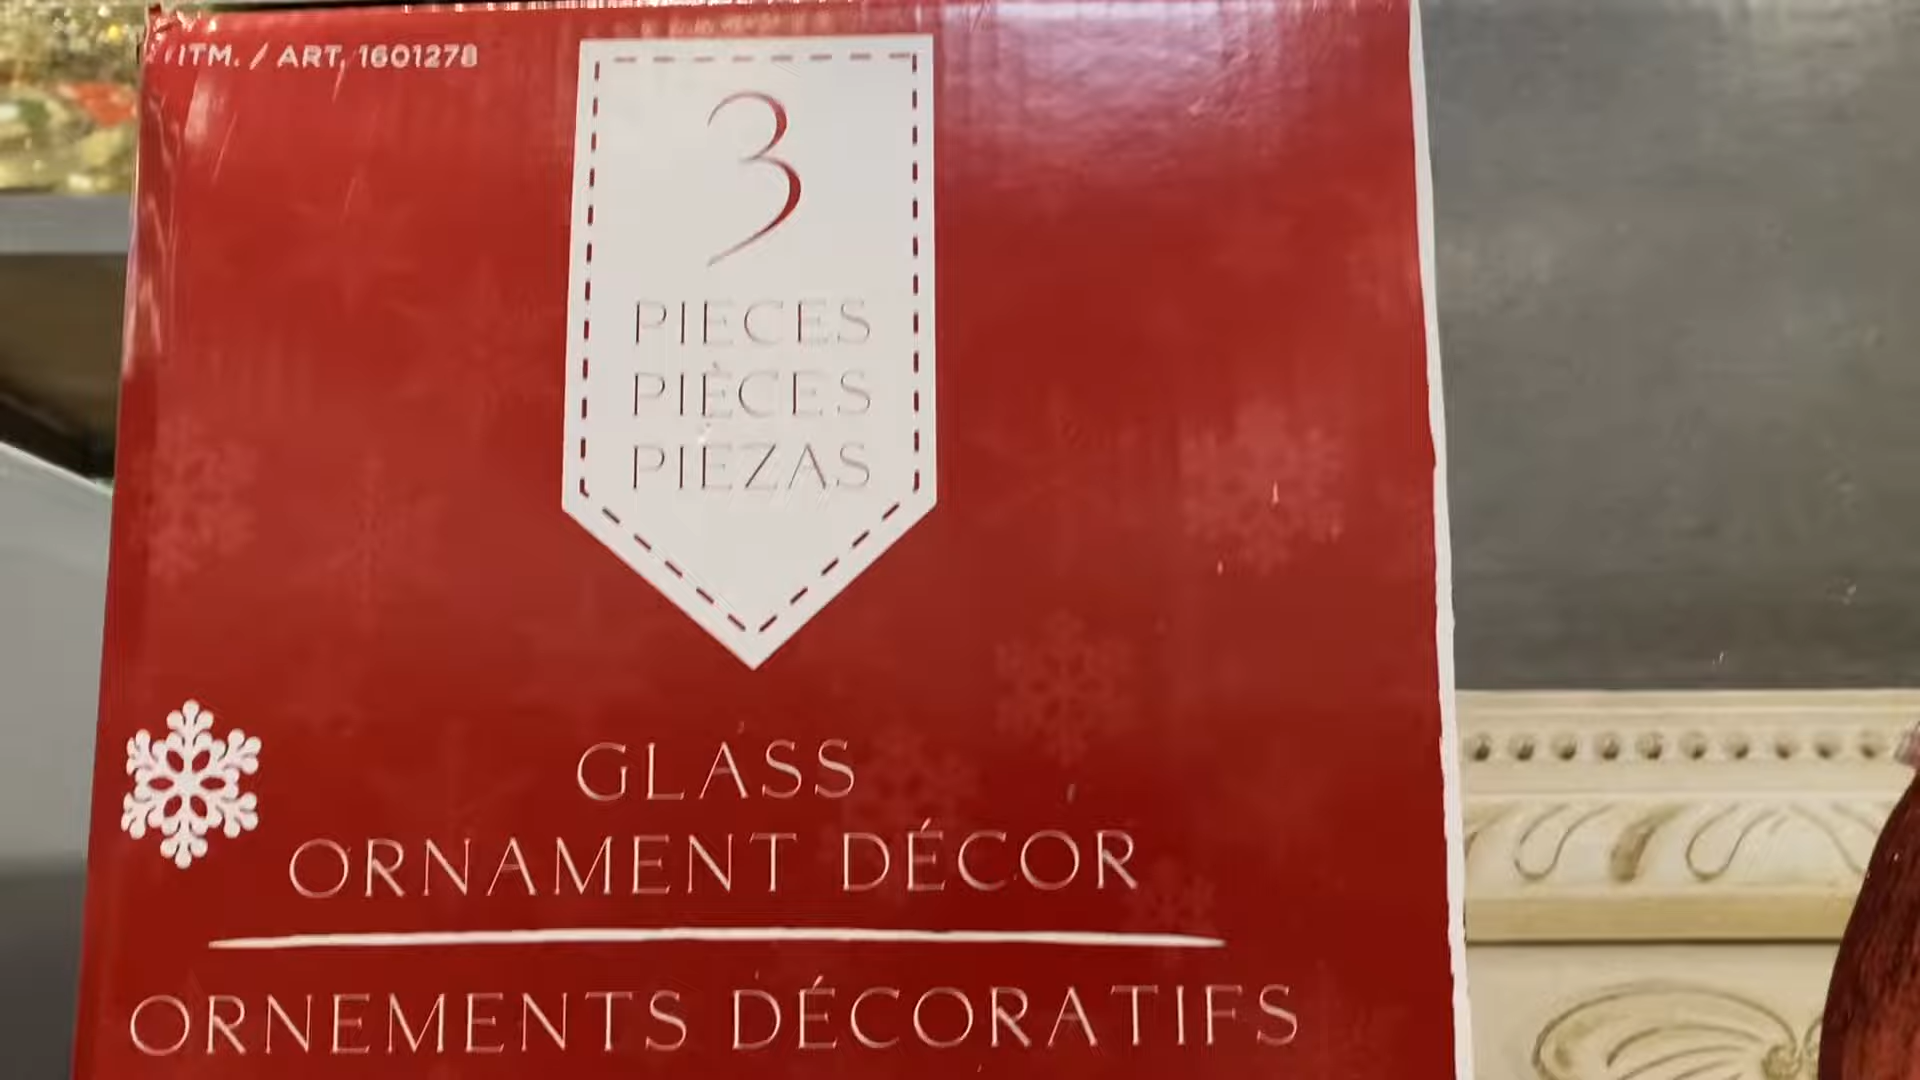 ITM. / ART. 1601278
3
PIECES
PIÈCES
PIEZAS
GLASS
ORNAMENT DÉCOR
ORNEMENTS DÉCORATIFS